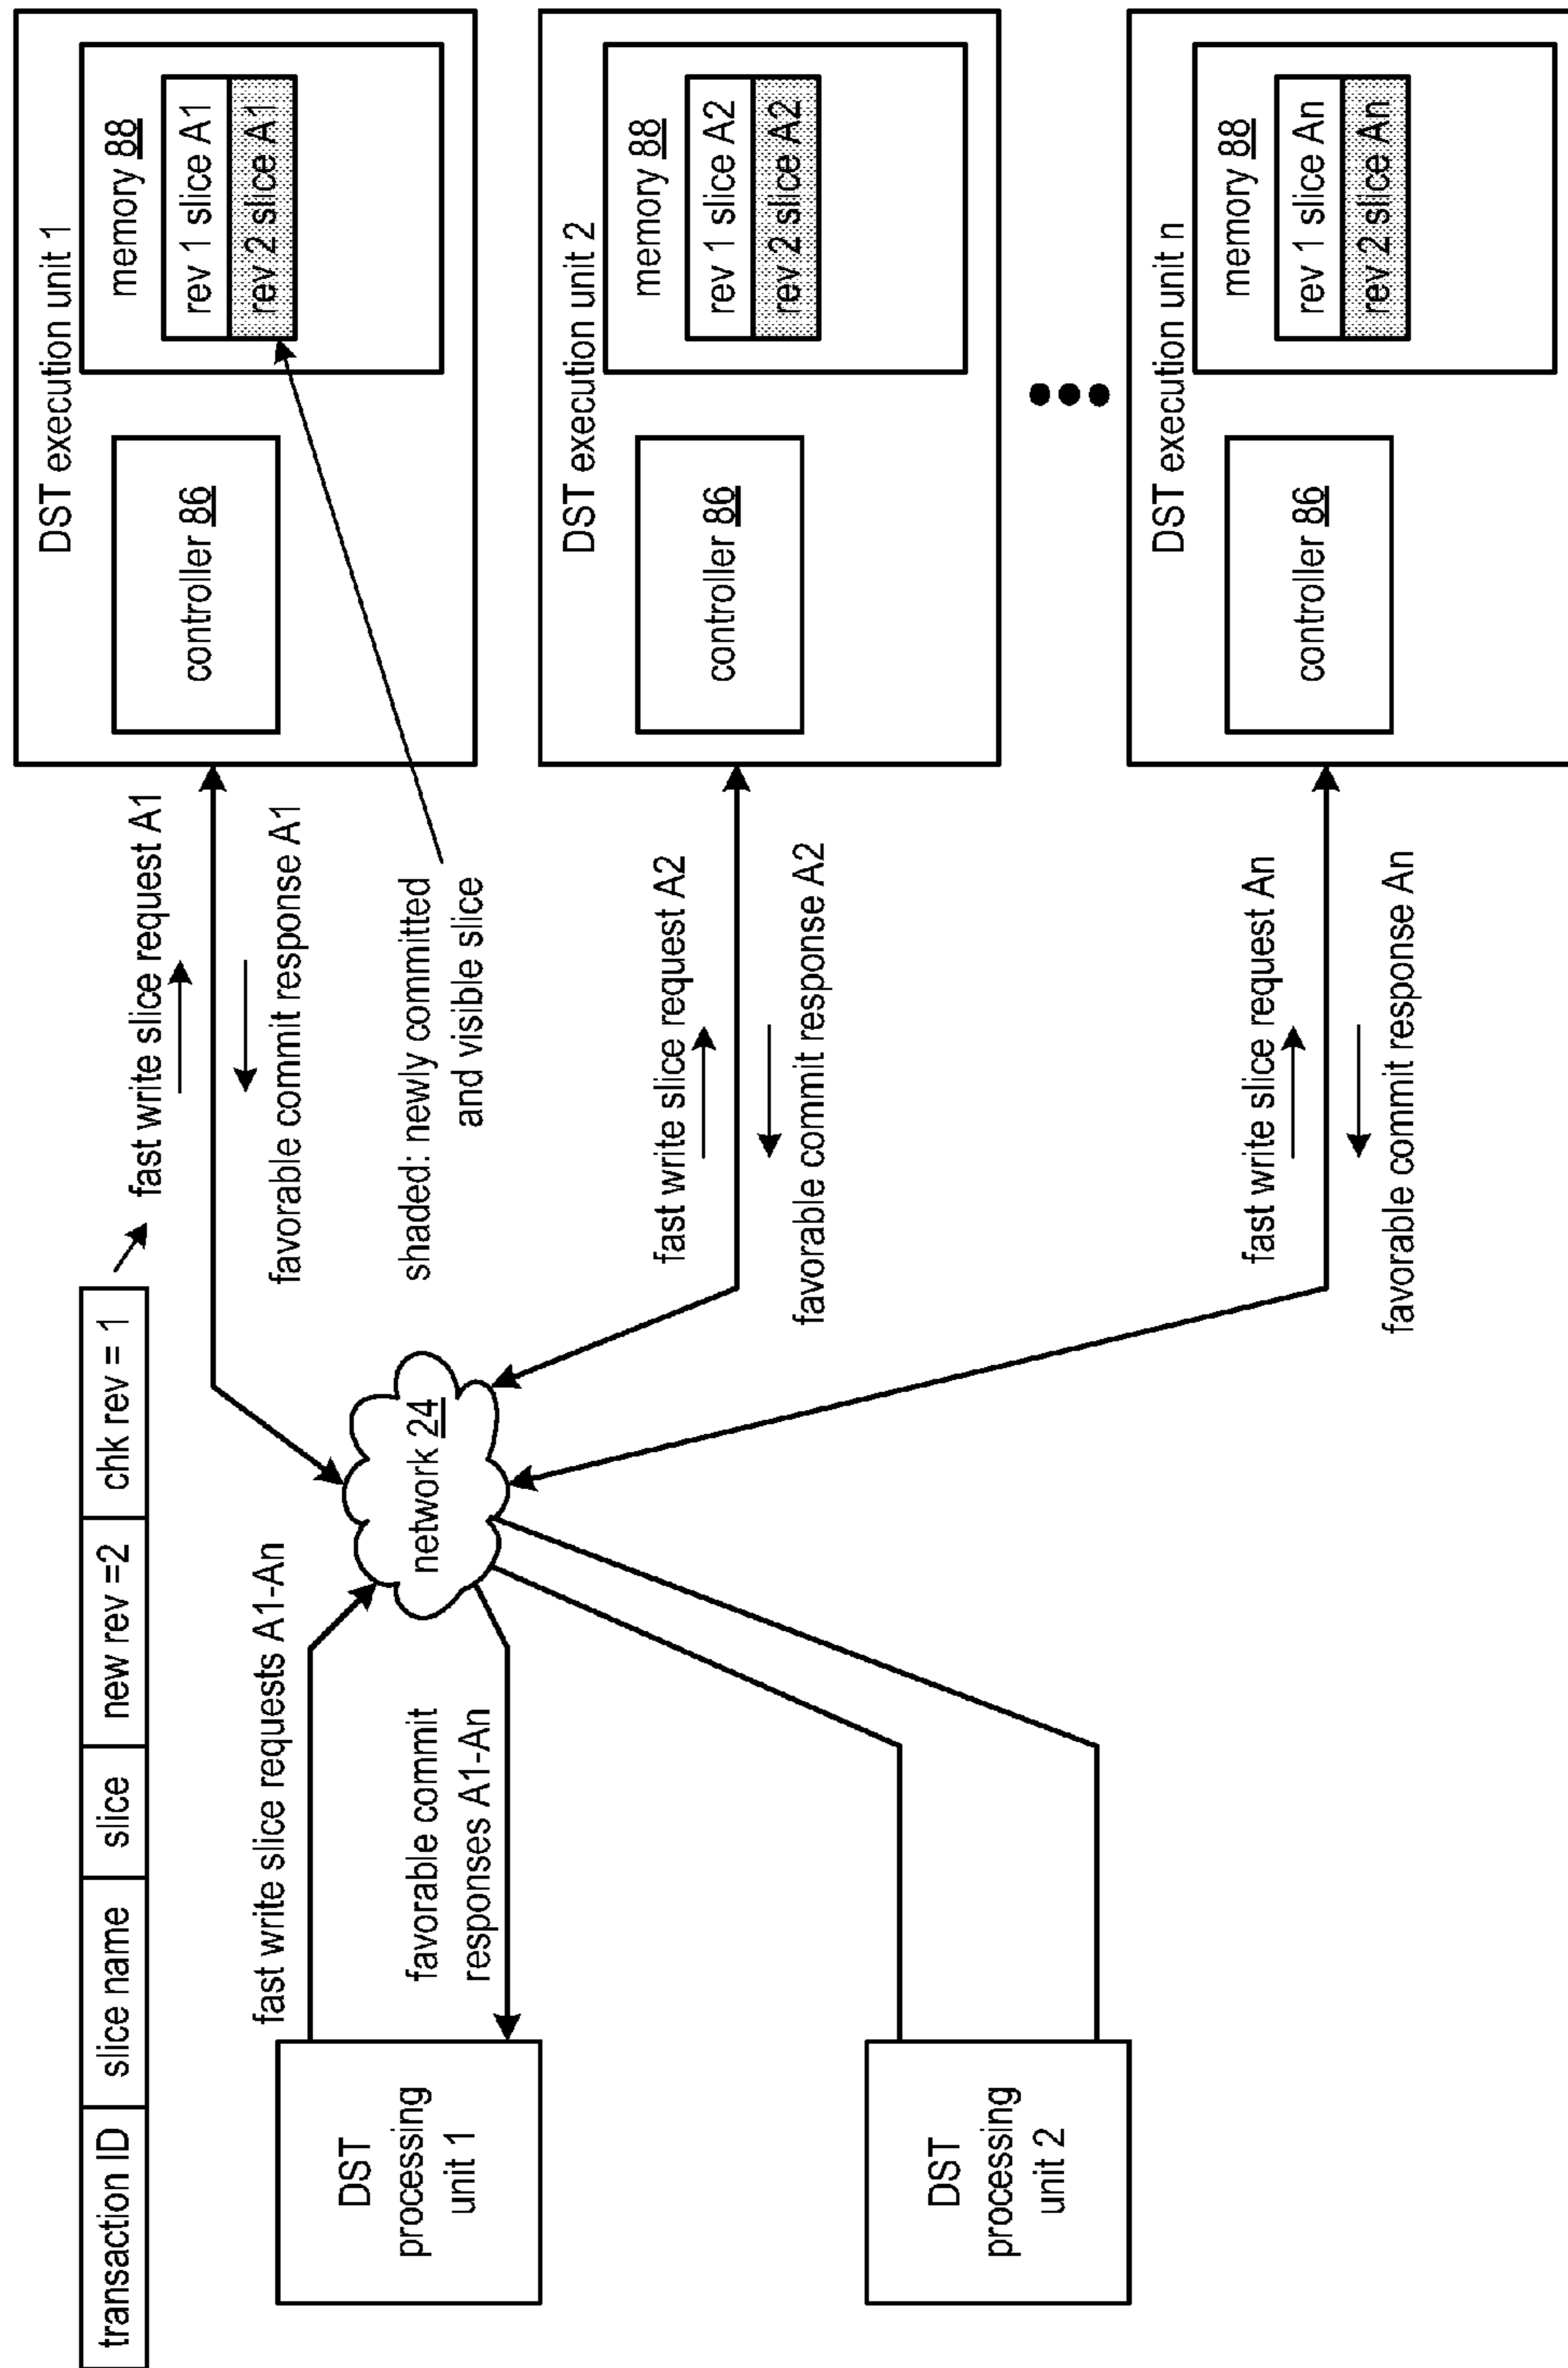 transaction ID
slice name
slice
new rev =2
chk rev = 1
fast write slice request A1
favorable commit response A1
shaded: newly committed
and visible slice
fast write slice requests A1-An
favorable commit
responses A1-An
DST
processing
unit 1
DST
processing
unit 2
network 24
fast write slice request A2
favorable commit response A2
fast write slice request An
favorable commit response An
DST execution unit 1
controller 86
memory 88
rev 1 slice A1
rev 2 slice A1
DST execution unit 2
controller 86
memory 88
rev 1 slice A2
rev 2 slice A2
DST execution unit n
controller 86
memory 88
rev 1 slice An
rev 2 slice An